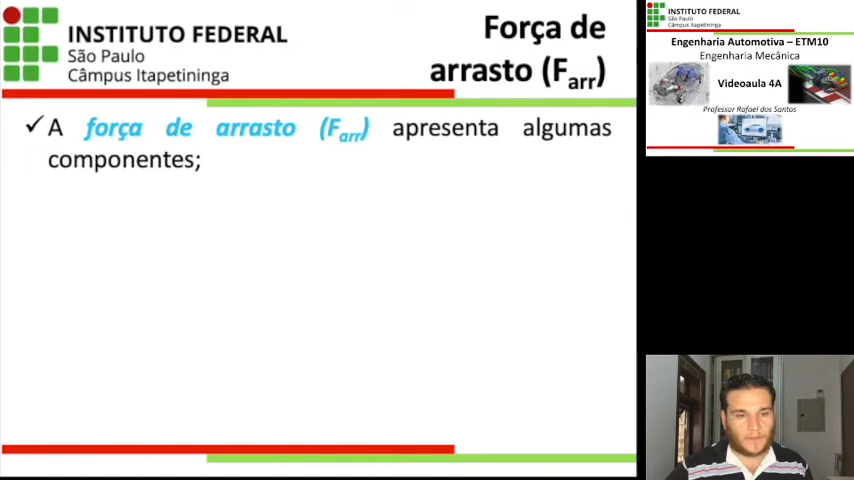 INSTITUTO FEDERAL
São Paulo
Câmpus Itapetininga
Força de
arrasto (Farr)
✓ A força de arrasto (Farr) apresenta algumas
componentes;
INSTITUTO FEDERAL
São Paulo
Câmpus Itapetininga
Engenharia Automotiva – ETM10
Engenharia Mecânica
Videoaula 4A
Professor Rafael dos Santos